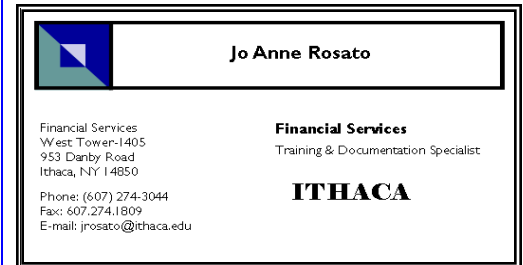 Jo Anne Rosato
Financial Services
West Tower-1405
953 Danby Road
Ithaca, NY 14850
Phone: (607) 274-3044
Fax: 607.274.1809
E-mail: jrosato@ithaca.edu
Financial Services
Training & Documentation Specialist
ITHACA